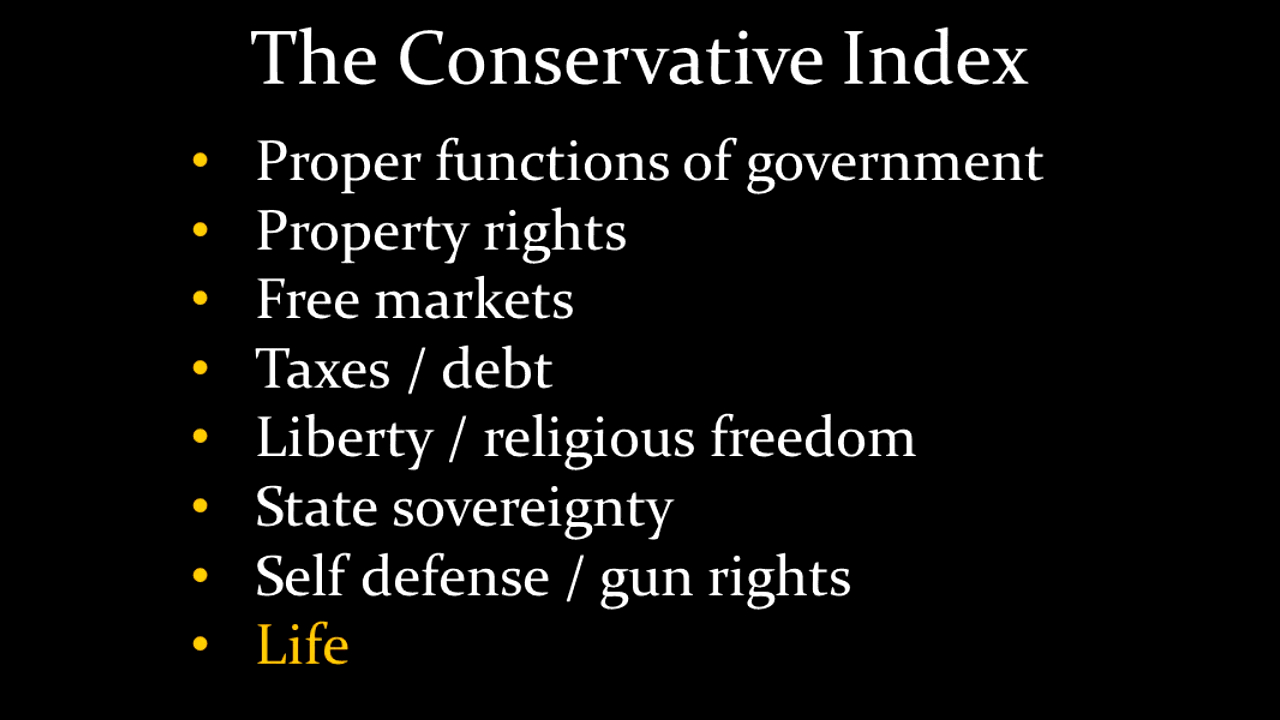 The Conservative Index
• Proper functions of government
• Property rights
• Free markets
• Taxes / debt
• Liberty / religious freedom
• State sovereignty
• Self defense / gun rights
• Life